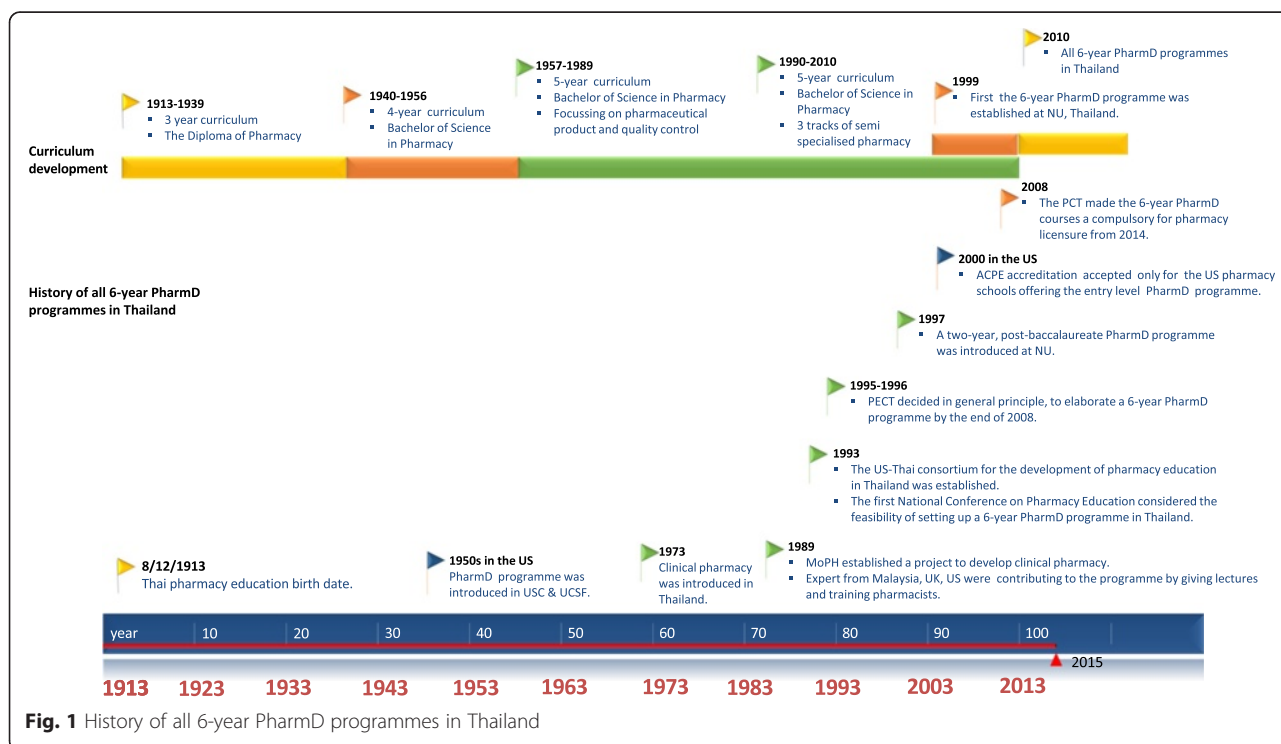 2010
▪ All 6-year PharmD programmes
in Thailand
1957-1989
▪ 5-year curriculum
▪ Bachelor of Science in Pharmacy
▪ Focussing on pharmaceutical
product and quality control
1990-2010
▪ 5-year curriculum
▪ Bachelor of Science in
Pharmacy
▪ 3 tracks of semi
specialised pharmacy
1999
▪ First the 6-year PharmD programme was
established at NU, Thailand.
1913-1939
▪ 3 year curriculum
▪ The Diploma of Pharmacy
1940-1956
▪ 4-year curriculum
▪ Bachelor of Science
in Pharmacy
Curriculum
development
2008
▪ The PCT made the 6-year PharmD
courses a compulsory for pharmacy
licensure from 2014.
2000 in the US
▪ ACPE accreditation accepted only for the US pharmacy
schools offering the entry level PharmD programme.
History of all 6-year PharmD
programmes in Thailand
1997
▪ A two-year, post-baccalaureate PharmD programme
was introduced at NU.
1995-1996
▪ PECT decided in general principle, to elaborate a 6-year PharmD
programme by the end of 2008.
1993
▪ The US-Thai consortium for the development of pharmacy education
in Thailand was established.
▪ The first National Conference on Pharmacy Education considered the
feasibility of setting up a 6-year PharmD programme in Thailand.
8/12/1913
Thai pharmacy education birth date.
1950s in the US
PharmD programme was
introduced in USC & UCSF.
1973
Clinical pharmacy
was introduced in
Thailand.
1989
▪ MoPH established a project to develop clinical pharmacy.
▪ Expert from Malaysia, UK, US were contributing to the programme by giving lectures
and training pharmacists.
year 10 20 30 40 50 60 70 80 90 100
2015
1913 1923 1933 1943 1953 1963 1973 1983 1993 2003 2013
Fig. 1 History of all 6-year PharmD programmes in Thailand